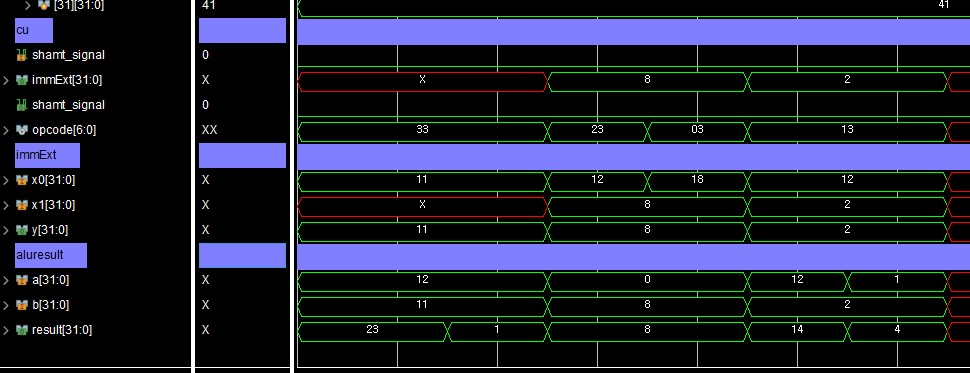 [31][31:0] 41 41
cu
shamt_signal 0
immExt[31:0] X X 8 2
shamt_signal 0
opcode[6:0] XX 33 23 03 13
immExt
x0[31:0] X 11 12 18 12
x1[31:0] X X 8 2
y[31:0] X 11 8 2
aluresult
a[31:0] X 12 0 12 1
b[31:0] X 11 8 2
result[31:0] X 23 1 8 14 4